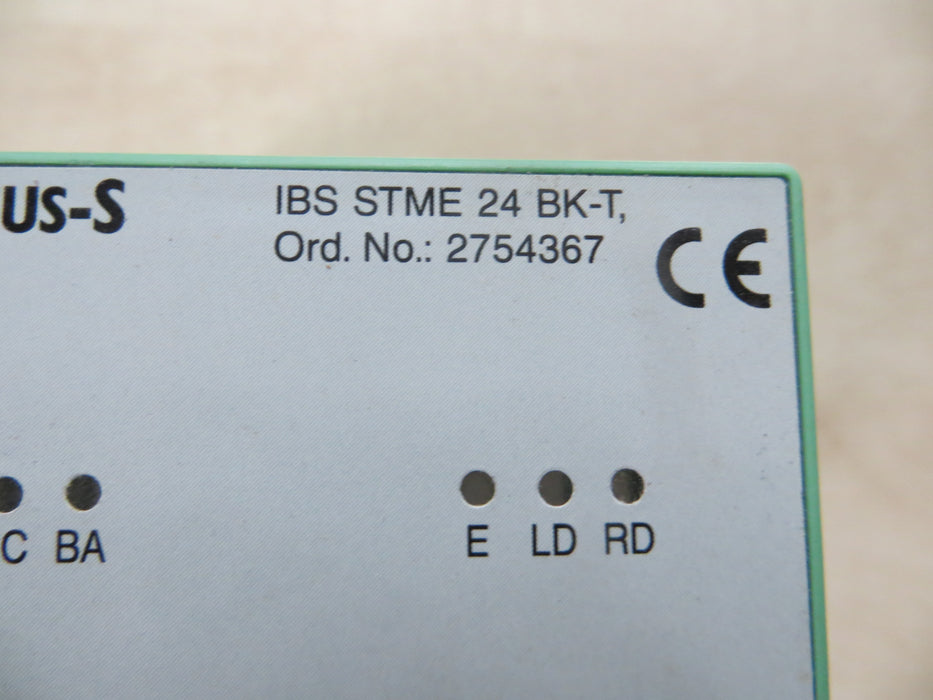 US-S
IBS STME 24 BK-T,
Ord. No.: 2754367
CE
C BA
E LD RD